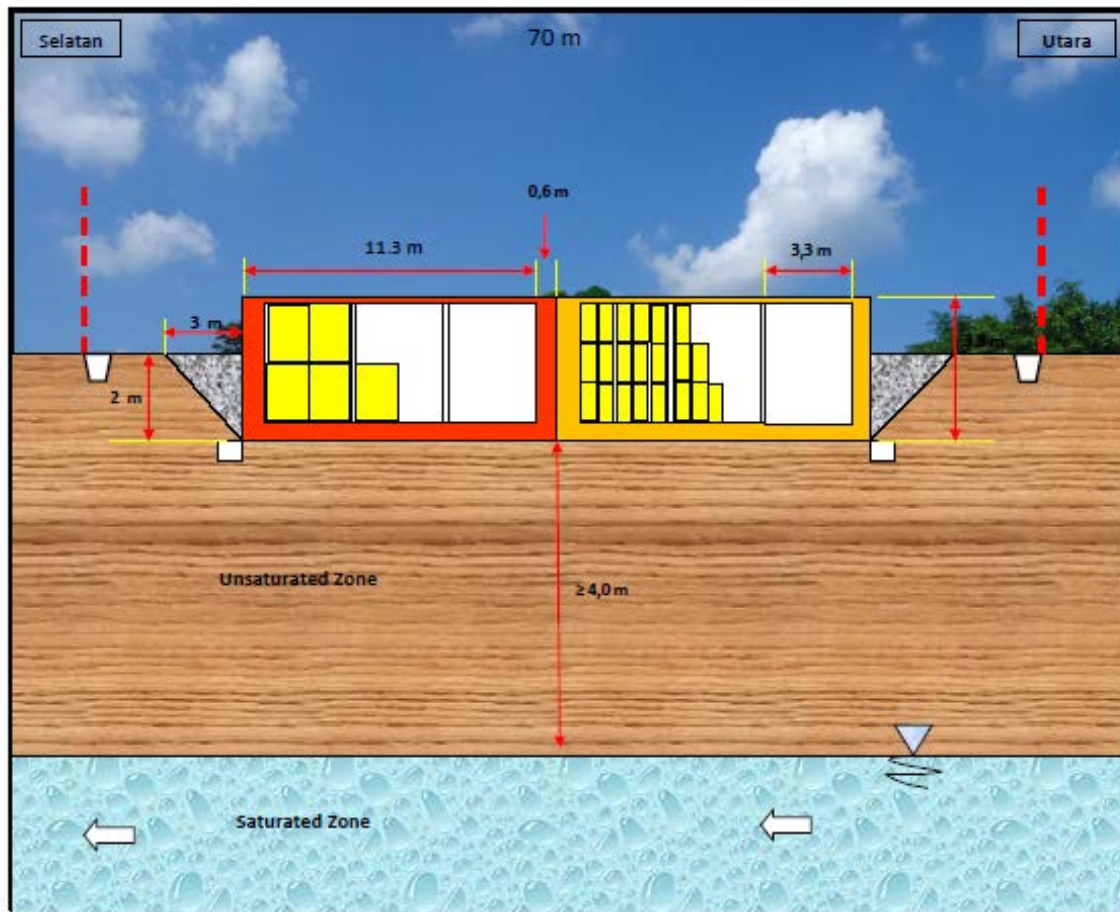 Selatan
70 m
Utara
0,6 m
11.3 m
3,3 m
3 m
2 m
Unsaturated Zone
≥ 4,0 m
Saturated Zone